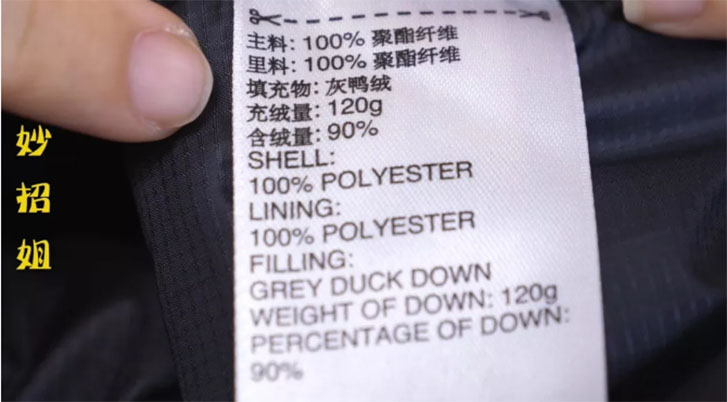 主料: 100% 聚酯纤维
里料: 100% 聚酯纤维
填充物: 灰鸭绒
充绒量: 120g
含绒量: 90%
SHELL:
100% POLYESTER
LINING:
100% POLYESTER
FILLING:
GREY DUCK DOWN
WEIGHT OF DOWN: 120g
PERCENTAGE OF DOWN:
90%
妙招姐